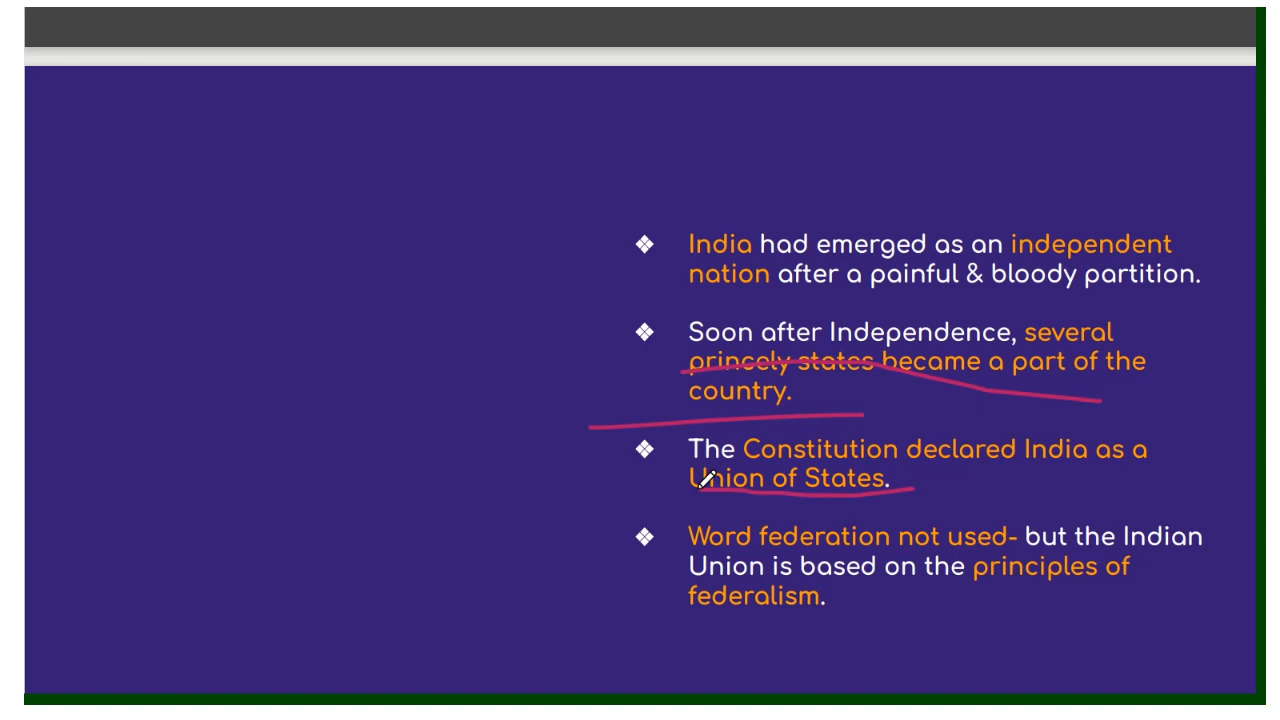 ❖ India had emerged as an independent
nation after a painful & bloody partition.
❖ Soon after Independence, several
princely states became a part of the
country.
❖ The Constitution declared India as a
Union of States.
❖ Word federation not used- but the Indian
Union is based on the principles of
federalism.